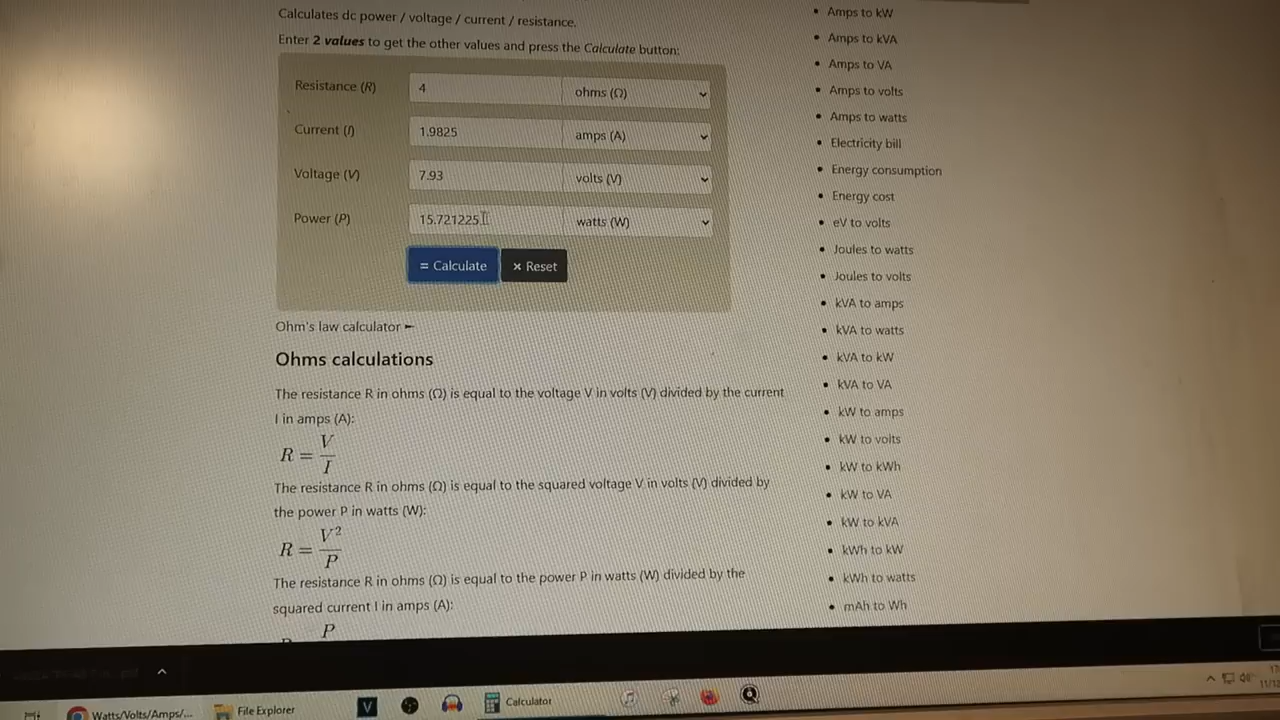 Calculates dc power / voltage / current / resistance.
Enter 2 values to get the other values and press the Calculate button:
Resistance (R) 4 ohms (Ω)
Current (I) 1.9825 amps (A)
Voltage (V) 7.93 volts (V)
Power (P) 15.721225 watts (W)
= Calculate × Reset
Ohm's law calculator ►
Ohms calculations
The resistance R in ohms (Ω) is equal to the voltage V in volts (V) divided by the current
I in amps (A):
R = V / I
The resistance R in ohms (Ω) is equal to the squared voltage V in volts (V) divided by
the power P in watts (W):
R = V² / P
The resistance R in ohms (Ω) is equal to the power P in watts (W) divided by the
squared current I in amps (A):
P
Amps to kW
Amps to kVA
Amps to VA
Amps to volts
Amps to watts
Electricity bill
Energy consumption
Energy cost
eV to volts
Joules to watts
Joules to volts
kVA to amps
kVA to watts
kVA to kW
kVA to VA
kW to amps
kW to volts
kW to kWh
kW to VA
kW to kVA
kWh to kW
kWh to watts
mAh to Wh
Watts/Volts/Amps/... File Explorer V Calculator